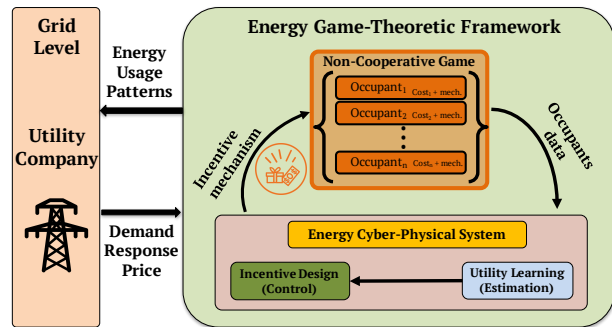 Grid
Level
Utility
Company
Energy
Usage
Patterns
Demand
Response
Price
Energy Game-Theoretic Framework
Non-Cooperative Game
Occupant1 Cost1 + mech.
Occupant2 Cost2 + mech.
Occupantn Costn + mech.
Incentive
mechanism
Occupants
data
Energy Cyber-Physical System
Incentive Design
(Control)
Utility Learning
(Estimation)